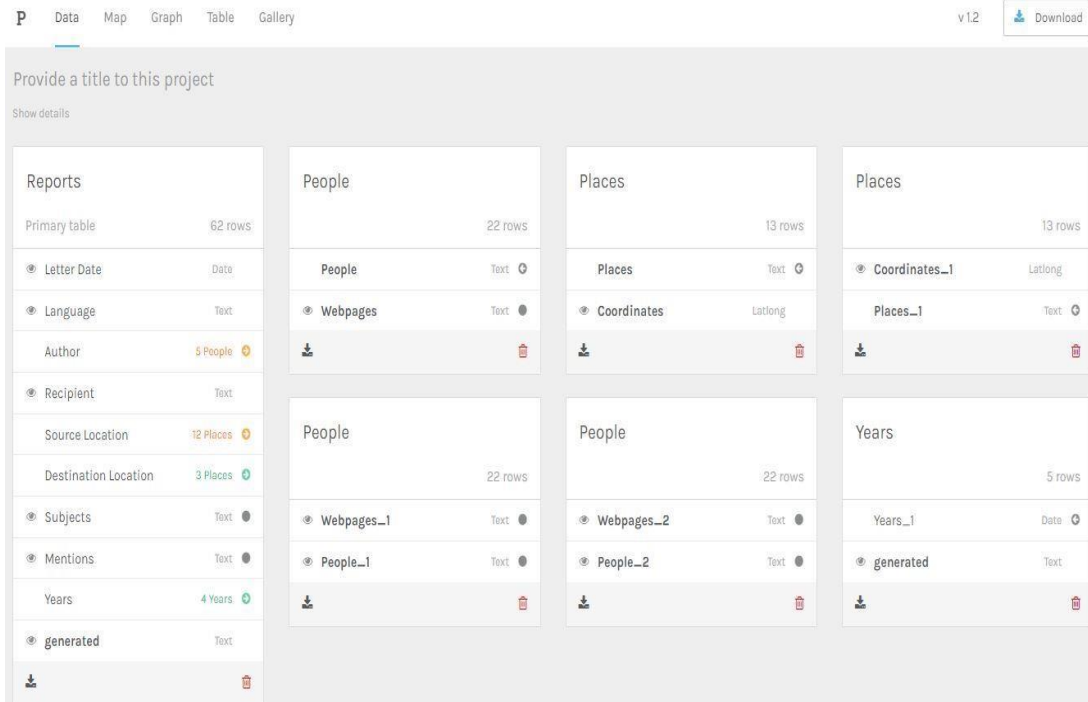 P Data Map Graph Table Gallery v 1.2 Download
Provide a title to this project
Show details
Reports
Primary table 62 rows
Letter Date Date
Language Text
Author 5 People
Recipient Text
Source Location 12 Places
Destination Location 3 Places
Subjects Text
Mentions Text
Years 4 Years
generated Text
People
22 rows
People Text
Webpages Text
Places
13 rows
Places Text
Coordinates Latlong
Places
13 rows
Coordinates_1 Latlong
Places_1 Text
People
22 rows
Webpages_1 Text
People_1 Text
People
22 rows
Webpages_2 Text
People_2 Text
Years
5 rows
Years_1 Date
generated Text